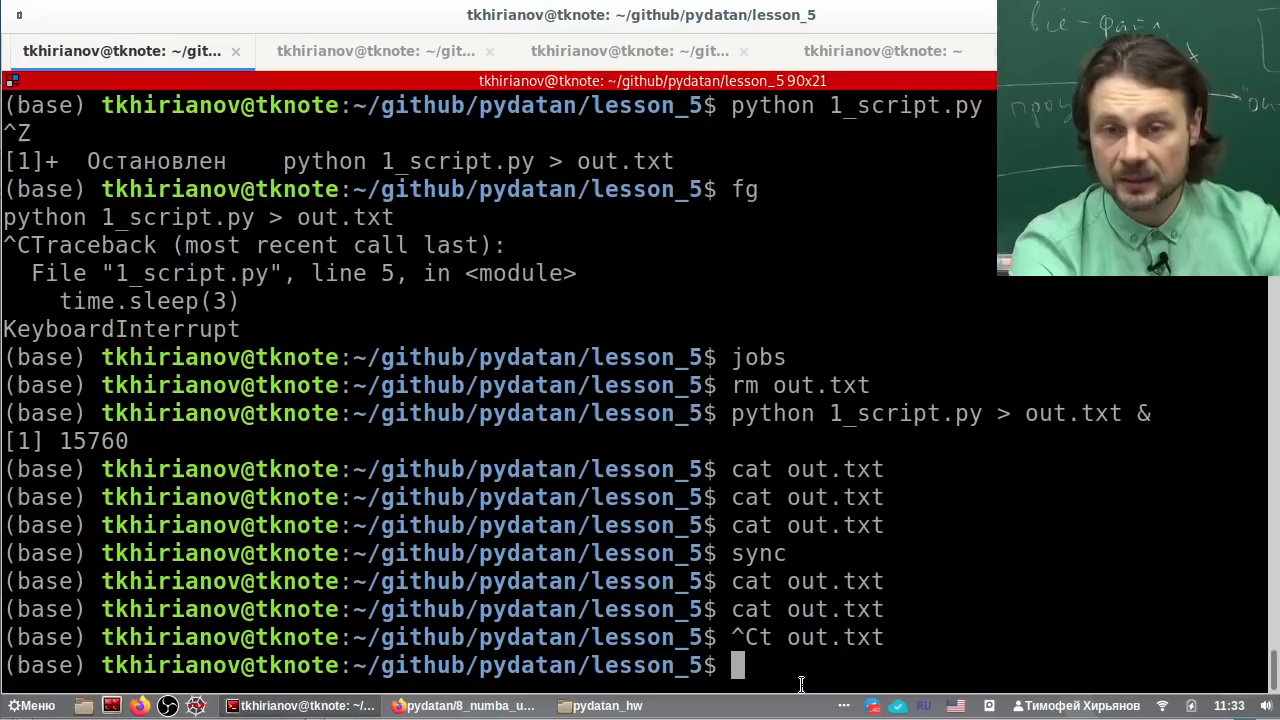 tkhirianov@tknote: ~/github/pydatan/lesson_5
tkhirianov@tknote: ~/git... × tkhirianov@tknote: ~/git... × tkhirianov@tknote: ~/git... × tkhirianov@tknote: ~
tkhirianov@tknote: ~/github/pydatan/lesson_5 90x21
(base) tkhirianov@tknote:~/github/pydatan/lesson_5$ python 1_script.py
^Z
[1]+  Остановлен    python 1_script.py > out.txt
(base) tkhirianov@tknote:~/github/pydatan/lesson_5$ fg
python 1_script.py > out.txt
^CTraceback (most recent call last):
  File "1_script.py", line 5, in <module>
    time.sleep(3)
KeyboardInterrupt
(base) tkhirianov@tknote:~/github/pydatan/lesson_5$ jobs
(base) tkhirianov@tknote:~/github/pydatan/lesson_5$ rm out.txt
(base) tkhirianov@tknote:~/github/pydatan/lesson_5$ python 1_script.py > out.txt &
[1] 15760
(base) tkhirianov@tknote:~/github/pydatan/lesson_5$ cat out.txt
(base) tkhirianov@tknote:~/github/pydatan/lesson_5$ cat out.txt
(base) tkhirianov@tknote:~/github/pydatan/lesson_5$ cat out.txt
(base) tkhirianov@tknote:~/github/pydatan/lesson_5$ sync
(base) tkhirianov@tknote:~/github/pydatan/lesson_5$ cat out.txt
(base) tkhirianov@tknote:~/github/pydatan/lesson_5$ cat out.txt
(base) tkhirianov@tknote:~/github/pydatan/lesson_5$ ^Ct out.txt
(base) tkhirianov@tknote:~/github/pydatan/lesson_5$
всё - файл
Меню tkhirianov@tknote: ~/... pydatan/8_numba_u... pydatan_hw RU Тимофей Хирьянов 11:33